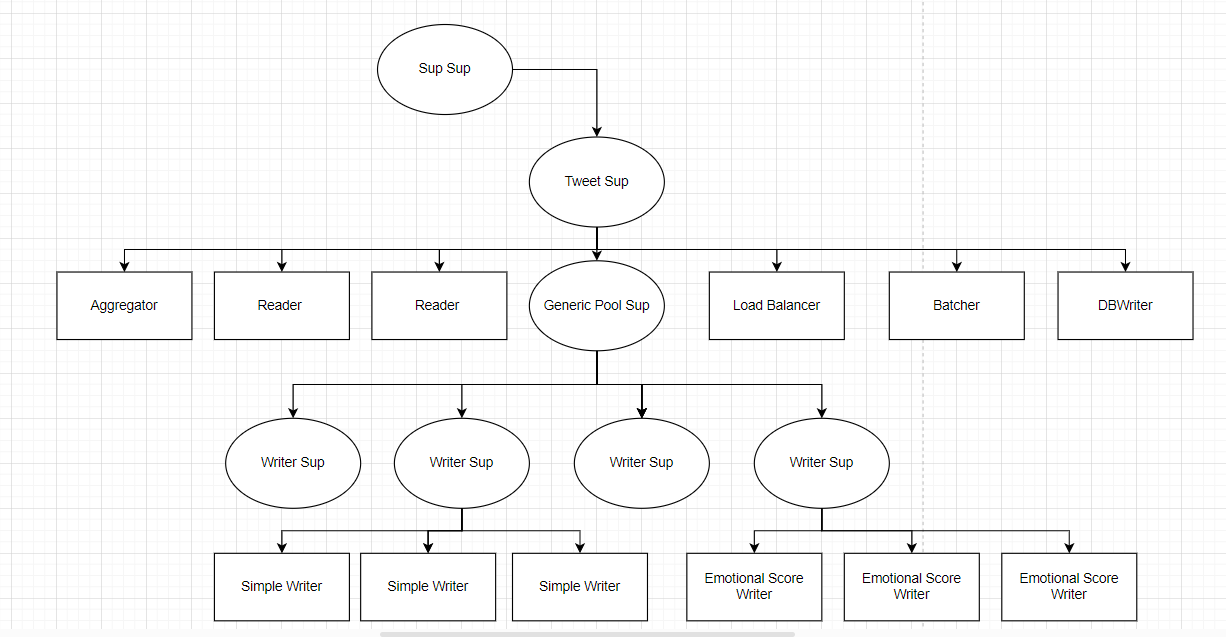 Sup Sup
Tweet Sup
Aggregator
Reader
Reader
Generic Pool Sup
Load Balancer
Batcher
DBWriter
Writer Sup
Writer Sup
Writer Sup
Writer Sup
Simple Writer
Simple Writer
Simple Writer
Emotional Score
Writer
Emotional Score
Writer
Emotional Score
Writer